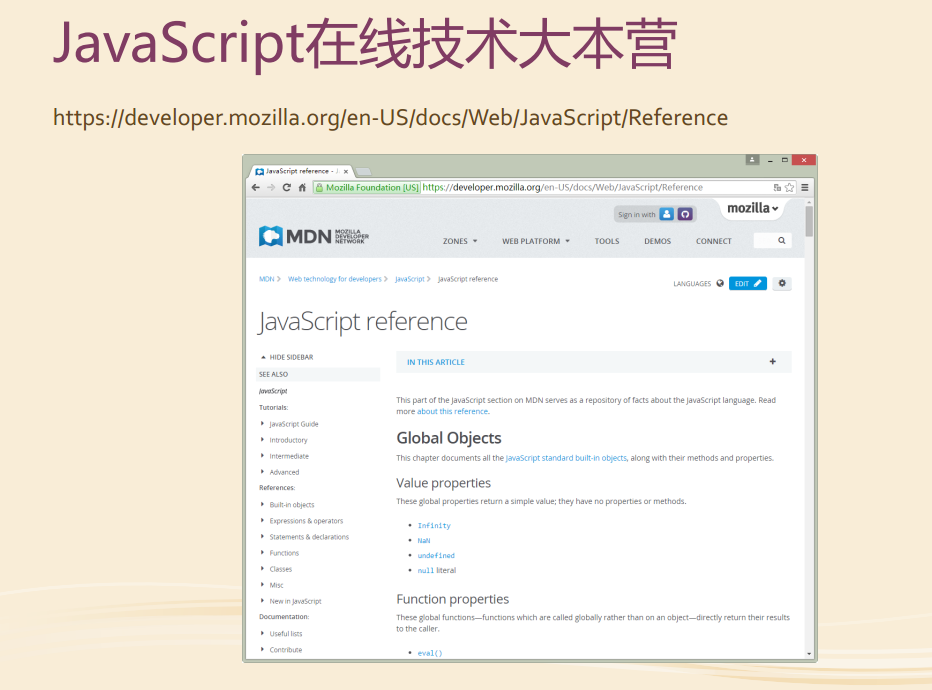 JavaScript在线技术大本营
https://developer.mozilla.org/en-US/docs/Web/JavaScript/Reference
JavaScript reference - J
Mozilla Foundation [US] https://developer.mozilla.org/en-US/docs/Web/JavaScript/Reference
Sign in with
mozilla
MDN MOZILLA DEVELOPER NETWORK
ZONES WEB PLATFORM TOOLS DEMOS CONNECT
MDN > Web technology for developers > JavaScript > JavaScript reference
LANGUAGES EDIT
JavaScript reference
HIDE SIDEBAR
SEE ALSO
JavaScript
Tutorials:
JavaScript Guide
Introductory
Intermediate
Advanced
References:
Built-in objects
Expressions & operators
Statements & declarations
Functions
Classes
Misc
New in JavaScript
Documentation:
Useful lists
Contribute
IN THIS ARTICLE
This part of the JavaScript section on MDN serves as a repository of facts about the JavaScript language. Read
more about this reference.
Global Objects
This chapter documents all the JavaScript standard built-in objects, along with their methods and properties.
Value properties
These global properties return a simple value; they have no properties or methods.
Infinity
NaN
undefined
null literal
Function properties
These global functions—functions which are called globally rather than on an object—directly return their results
to the caller.
eval()